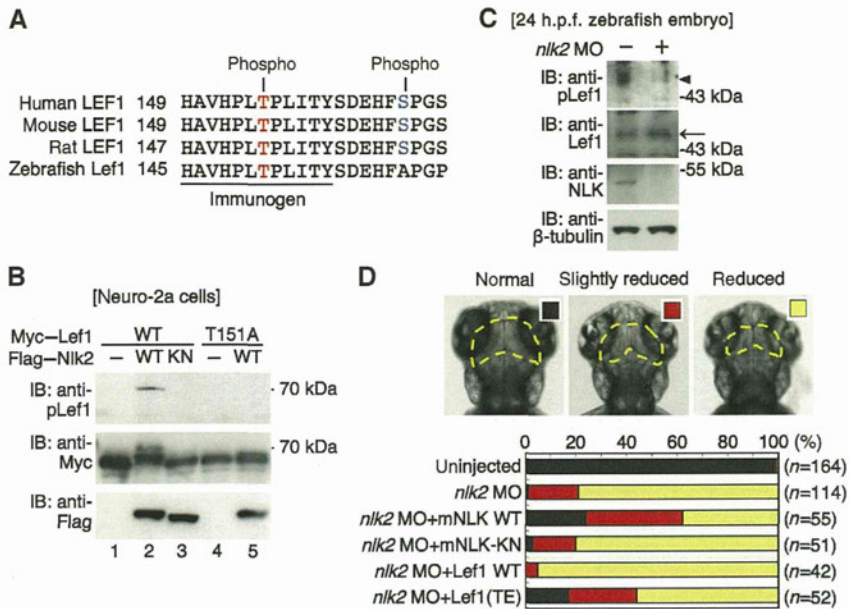 A
Phospho Phospho
Human LEF1 149 HAVHPLTPLITYSDEHFSPGS
Mouse LEF1 149 HAVHPLTPLITYSDEHFSPGS
Rat LEF1 147 HAVHPLTPLITYSDEHFSPGS
Zebrafish Lef1 145 HAVHPLTPLITYSDEHFAPGP
Immunogen
B
[Neuro-2a cells]
Myc–Lef1 WT T151A
Flag–Nlk2 – WT KN – WT
IB: anti-pLef1
70 kDa
IB: anti-Myc
70 kDa
IB: anti-Flag
1 2 3 4 5
C
[24 h.p.f. zebrafish embryo]
nlk2 MO – +
IB: anti-pLef1
-43 kDa
IB: anti-Lef1
-43 kDa
IB: anti-NLK
-55 kDa
IB: anti-β-tubulin
D
Normal Slightly reduced Reduced
0 20 40 60 80 100 (%)
Uninjected (n=164)
nlk2 MO (n=114)
nlk2 MO+mNLK WT (n=55)
nlk2 MO+mNLK-KN (n=51)
nlk2 MO+Lef1 WT (n=42)
nlk2 MO+Lef1(TE) (n=52)